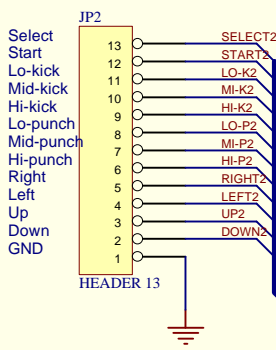 JP2
Select 13 SELECT2
Start 12 START2
Lo-kick 11 LO-K2
Mid-kick 10 MI-K2
Hi-kick 9 HI-K2
Lo-punch 8 LO-P2
Mid-punch 7 MI-P2
Hi-punch 6 HI-P2
Right 5 RIGHT2
Left 4 LEFT2
Up 3 UP2
Down 2 DOWN2
GND 1
HEADER 13